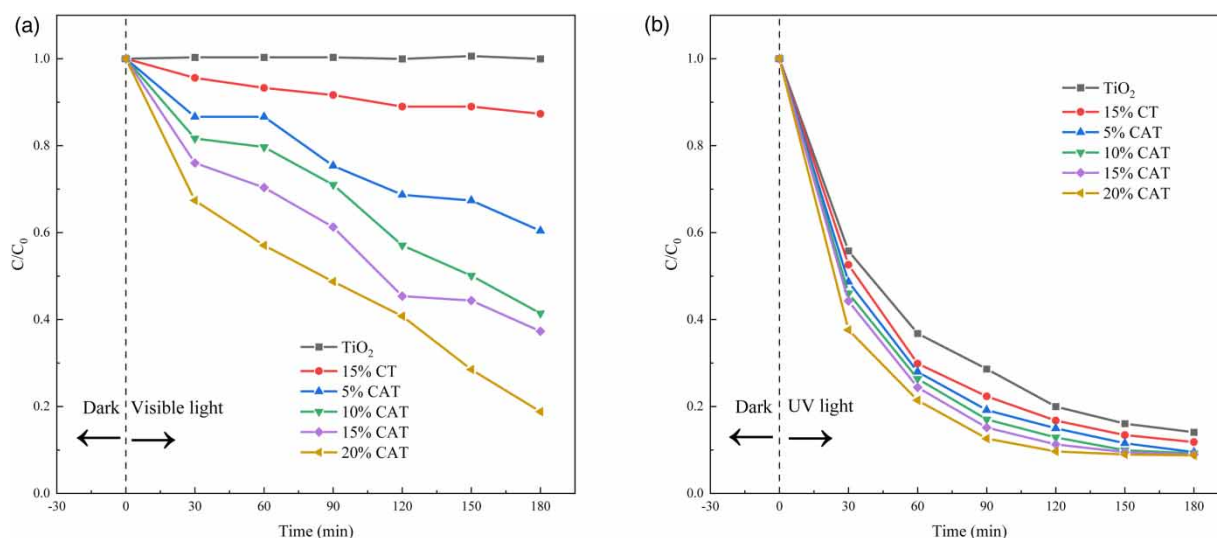 (a)
C/C₀
1.0
0.8
0.6
0.4
0.2
0.0
TiO₂
15% CT
5% CAT
10% CAT
15% CAT
20% CAT
Dark Visible light
-30 0 30 60 90 120 150 180
Time (min)
(b)
C/C₀
1.0
0.8
0.6
0.4
0.2
0.0
TiO₂
15% CT
5% CAT
10% CAT
15% CAT
20% CAT
Dark UV light
-30 0 30 60 90 120 150 180
Time (min)